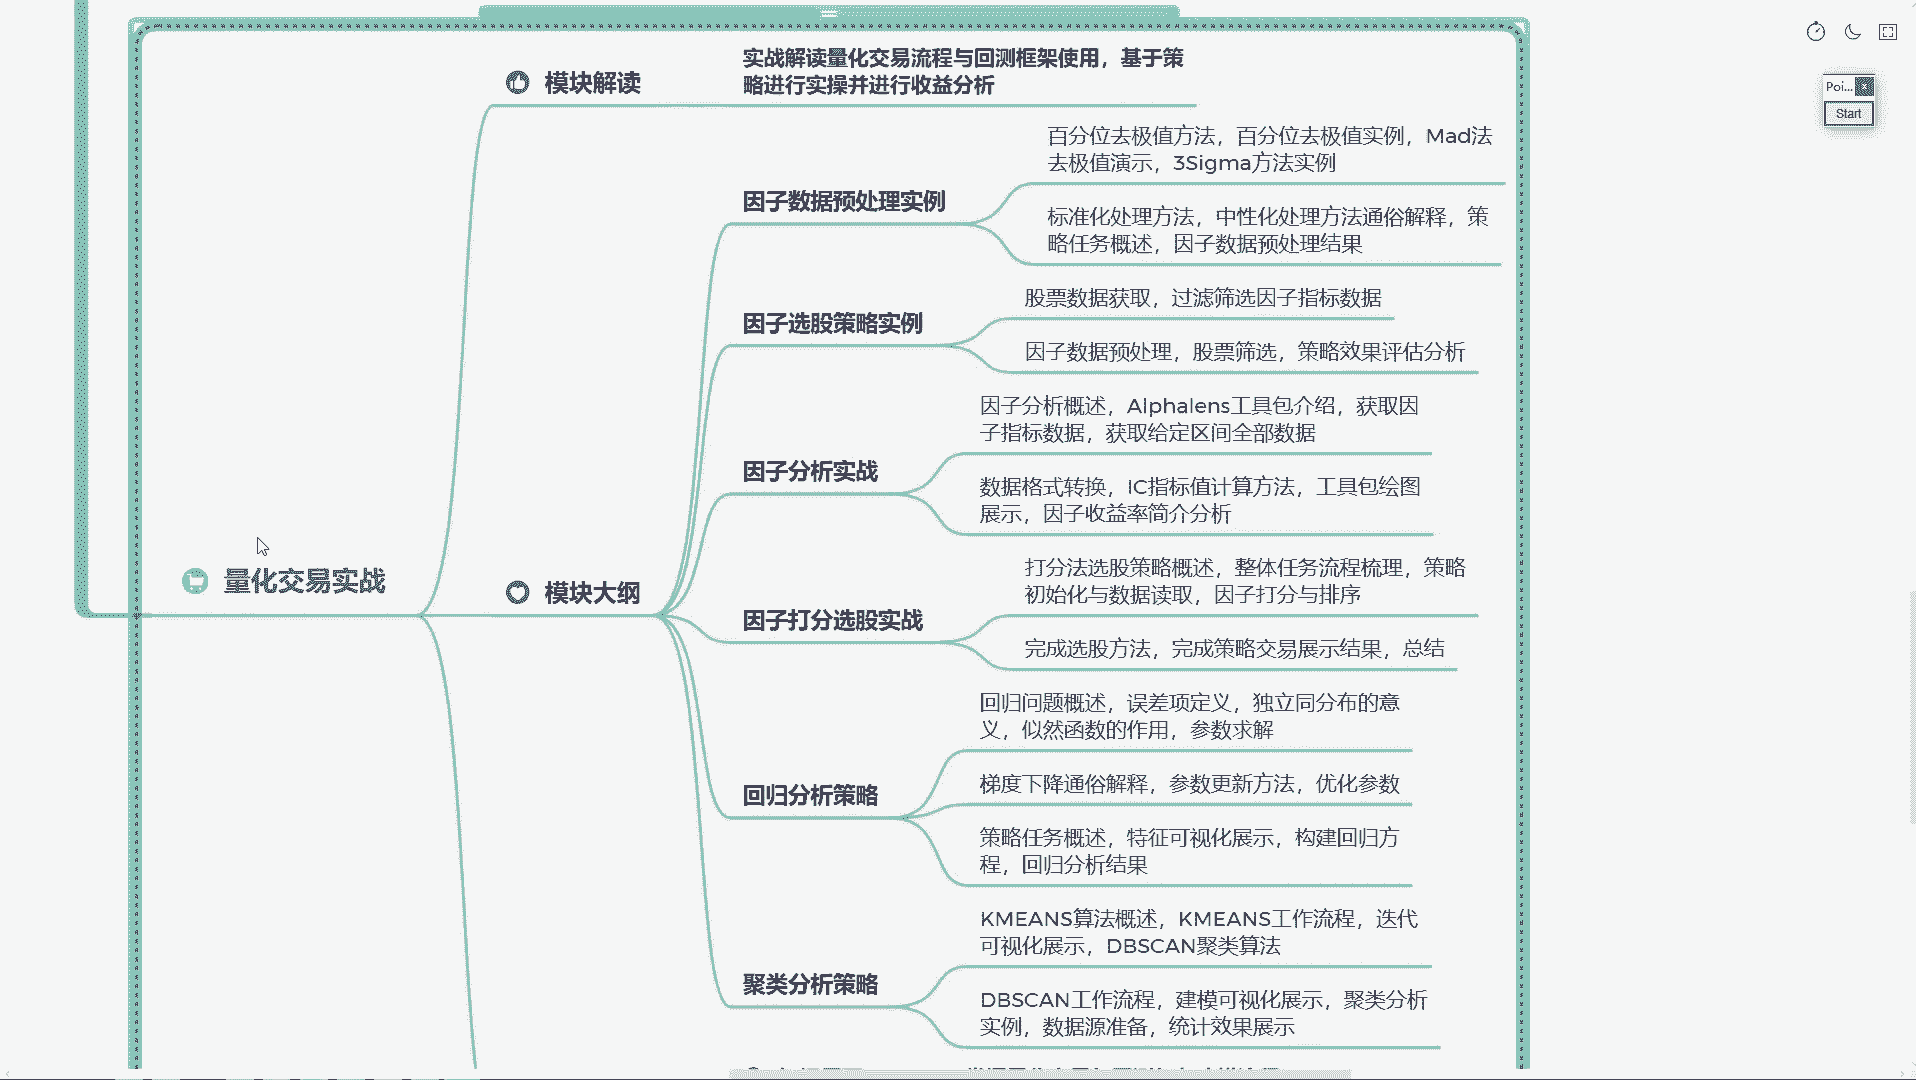 实战解读量化交易流程与回测框架使用，基于策
略进行实操并进行收益分析
模块解读
百分位去极值方法，百分位去极值实例，Mad法
去极值演示，3Sigma方法实例
因子数据预处理实例
标准化处理方法，中性化处理方法通俗解释，策
略任务概述，因子数据预处理结果
股票数据获取，过滤筛选因子指标数据
因子选股策略实例
因子数据预处理，股票筛选，策略效果评估分析
因子分析概述，Alphalens工具包介绍，获取因
子指标数据，获取给定区间全部数据
因子分析实战
数据格式转换，IC指标值计算方法，工具包绘图
展示，因子收益率简介分析
量化交易实战
模块大纲
打分法选股策略概述，整体任务流程梳理，策略
初始化与数据读取，因子打分与排序
因子打分选股实战
完成选股方法，完成策略交易展示结果，总结
回归问题概述，误差项定义，独立同分布的意
义，似然函数的作用，参数求解
梯度下降通俗解释，参数更新方法，优化参数
回归分析策略
策略任务概述，特征可视化展示，构建回归方
程，回归分析结果
KMEANS算法概述，KMEANS工作流程，迭代
可视化展示，DBSCAN聚类算法
聚类分析策略
DBSCAN工作流程，建模可视化展示，聚类分析
实例，数据源准备，统计效果展示
Poi...
Start